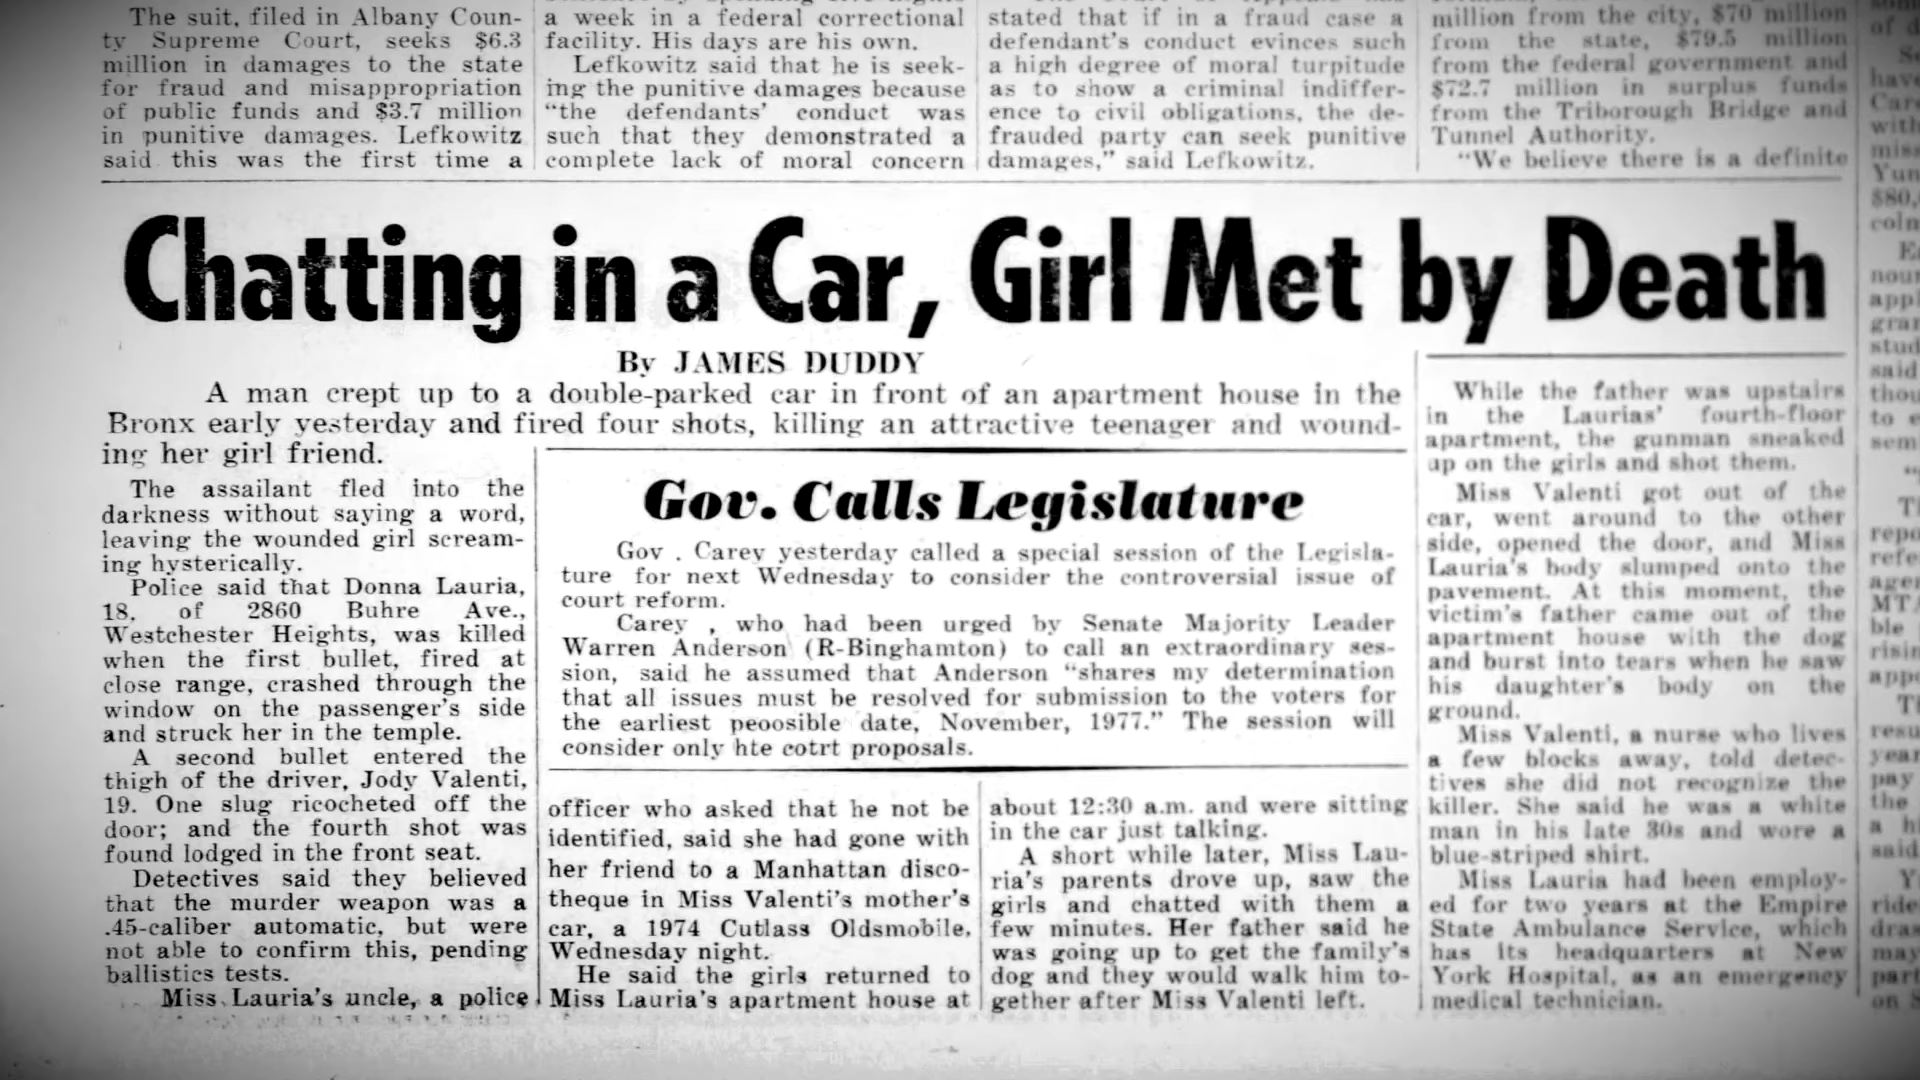 The suit, filed in Albany Coun-
ty Supreme Court, seeks $6.3
million in damages to the state
for fraud and misappropriation
of public funds and $3.7 million
in punitive damages. Lefkowitz
said this was the first time a
a week in a federal correctional
facility. His days are his own.
Lefkowitz said that he is seek-
ing the punitive damages because
"the defendants' conduct was
such that they demonstrated a
complete lack of moral concern
stated that if in a fraud case a
defendant's conduct evinces such
a high degree of moral turpitude
as to show a criminal indiffer-
ence to civil obligations, the de-
frauded party can seek punitive
damages," said Lefkowitz.
million from the city, $70 million
from the state, $79.5 million
from the federal government and
$72.7 million in surplus funds
from the Triborough Bridge and
Tunnel Authority.
"We believe there is a definite
Chatting in a Car, Girl Met by Death
By JAMES DUDDY
A man crept up to a double-parked car in front of an apartment house in the
Bronx early yesterday and fired four shots, killing an attractive teenager and wound-
ing her girl friend.
The assailant fled into the
darkness without saying a word,
leaving the wounded girl scream-
ing hysterically.
Police said that Donna Lauria,
18, of 2860 Buhre Ave.,
Westchester Heights, was killed
when the first bullet, fired at
close range, crashed through the
window on the passenger's side
and struck her in the temple.
A second bullet entered the
thigh of the driver, Jody Valenti,
19. One slug ricocheted off the
door; and the fourth shot was
found lodged in the front seat.
Detectives said they believed
that the murder weapon was a
.45-caliber automatic, but were
not able to confirm this, pending
ballistics tests.
Miss Lauria's uncle, a police
Gov. Calls Legislature
Gov . Carey yesterday called a special session of the Legisla-
ture for next Wednesday to consider the controversial issue of
court reform.
Carey , who had been urged by Senate Majority Leader
Warren Anderson (R-Binghamton) to call an extraordinary ses-
sion, said he assumed that Anderson "shares my determination
that all issues must be resolved for submission to the voters for
the earliest peoosible date, November, 1977." The session will
consider only hte cotrt proposals.
officer who asked that he not be
identified, said she had gone with
her friend to a Manhattan disco-
theque in Miss Valenti's mother's
car, a 1974 Cutlass Oldsmobile,
Wednesday night.
He said the girls returned to
Miss Lauria's apartment house at
about 12:30 a.m. and were sitting
in the car just talking.
A short while later, Miss Lau-
ria's parents drove up, saw the
girls and chatted with them a
few minutes. Her father said he
was going up to get the family's
dog and they would walk him to-
gether after Miss Valenti left.
While the father was upstairs
in the Laurias' fourth-floor
apartment, the gunman sneaked
up on the girls and shot them.
Miss Valenti got out of the
car, went around to the other
side, opened the door, and Miss
Lauria's body slumped onto the
pavement. At this moment, the
victim's father came out of the
apartment house with the dog
and burst into tears when he saw
his daughter's body on the
ground.
Miss Valenti, a nurse who lives
a few blocks away, told detec-
tives she did not recognize the
killer. She said he was a white
man in his late 30s and wore a
blue-striped shirt.
Miss Lauria had been employ-
ed for two years at the Empire
State Ambulance Service, which
has its headquarters at New
York Hospital, as an emergency
medical technician.